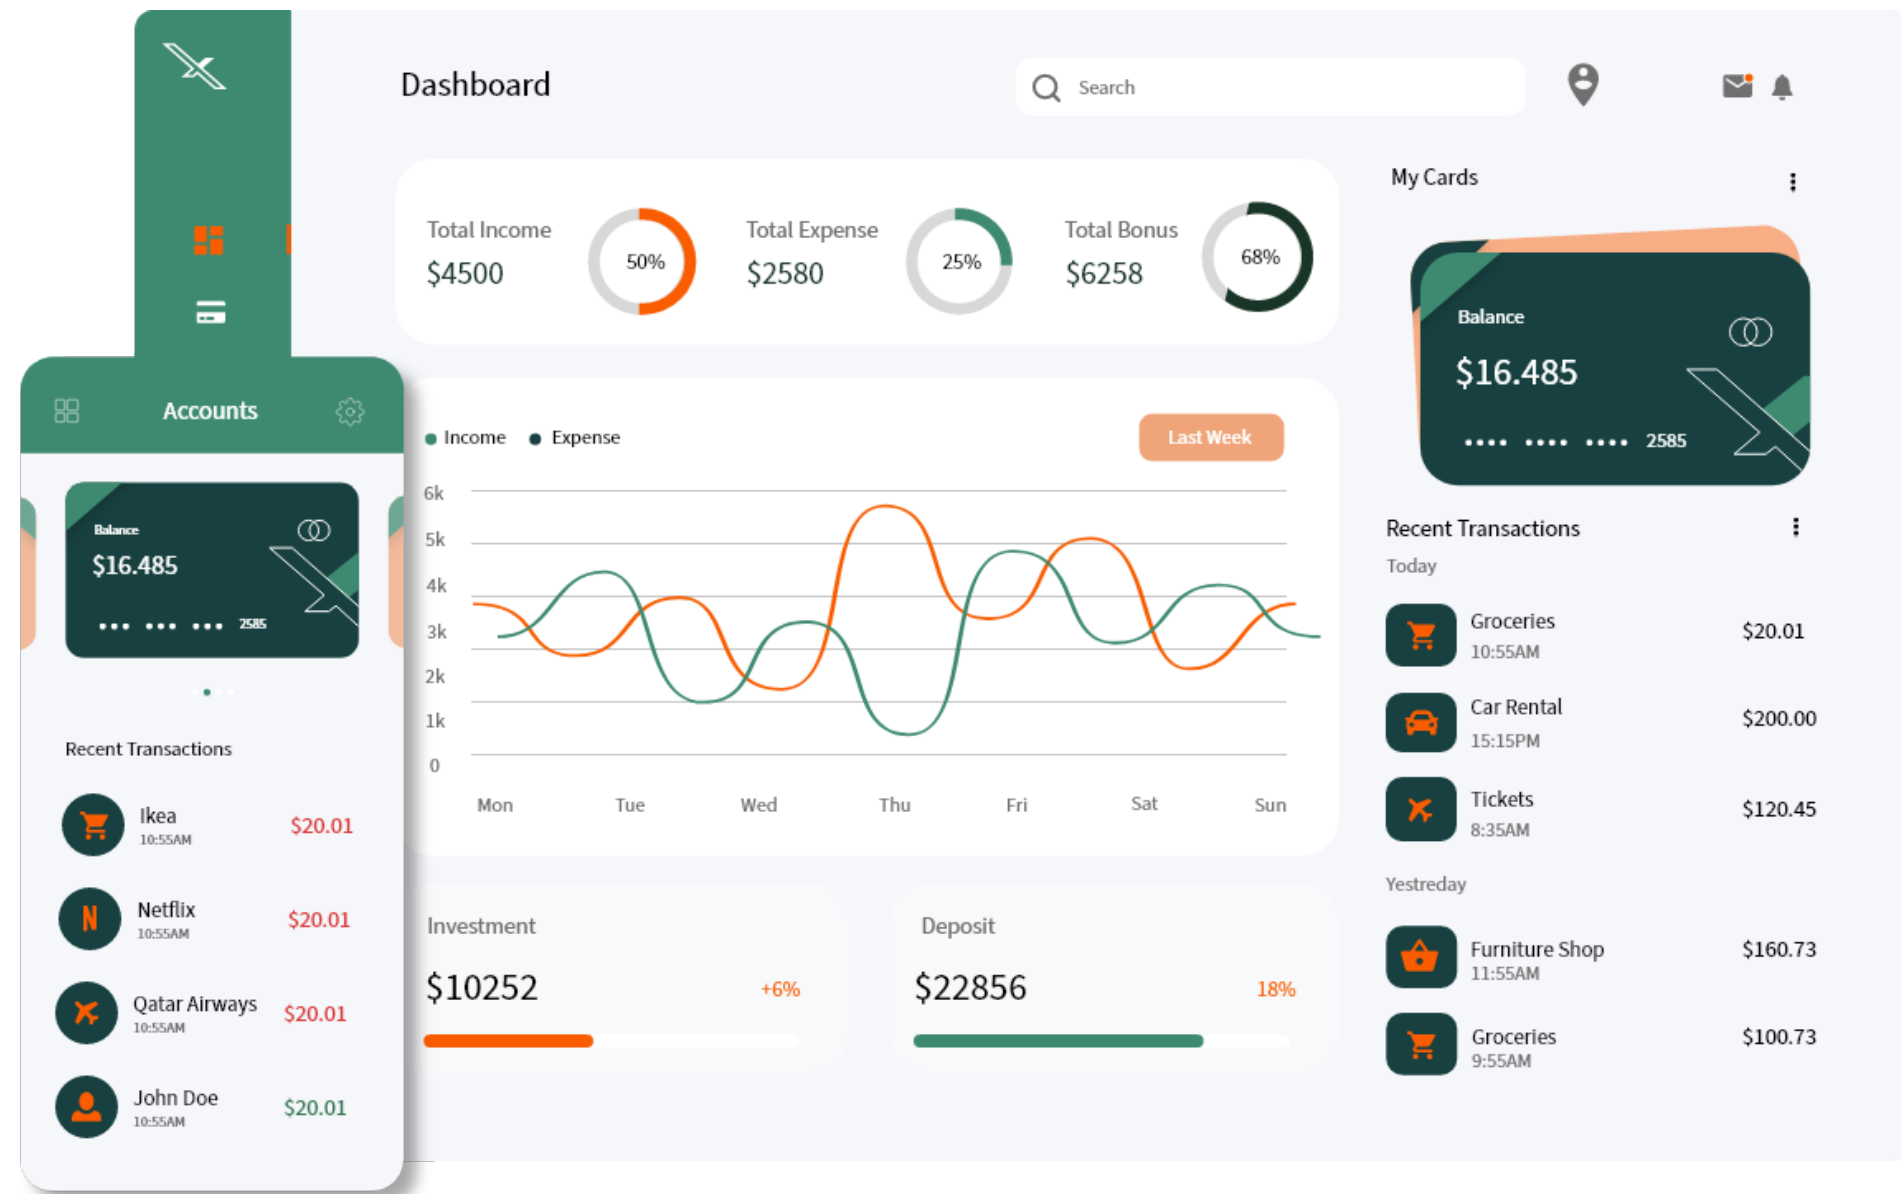 Dashboard
Search
Total Income
$4500
50%
Total Expense
$2580
25%
Total Bonus
$6258
68%
My Cards
Balance
$16.485
•••• •••• •••• 2585
Income
Expense
Last Week
6k
5k
4k
3k
2k
1k
0
Mon Tue Wed Thu Fri Sat Sun
Investment
$10252
+6%
Deposit
$22856
18%
Recent Transactions
Today
Groceries
10:55AM
$20.01
Car Rental
15:15PM
$200.00
Tickets
8:35AM
$120.45
Yestreday
Furniture Shop
11:55AM
$160.73
Groceries
9:55AM
$100.73
Accounts
Balance
$16.485
••• ••• ••• 2585
Recent Transactions
Ikea
10:55AM
$20.01
N
Netflix
10:55AM
$20.01
Qatar Airways
10:55AM
$20.01
John Doe
10:55AM
$20.01